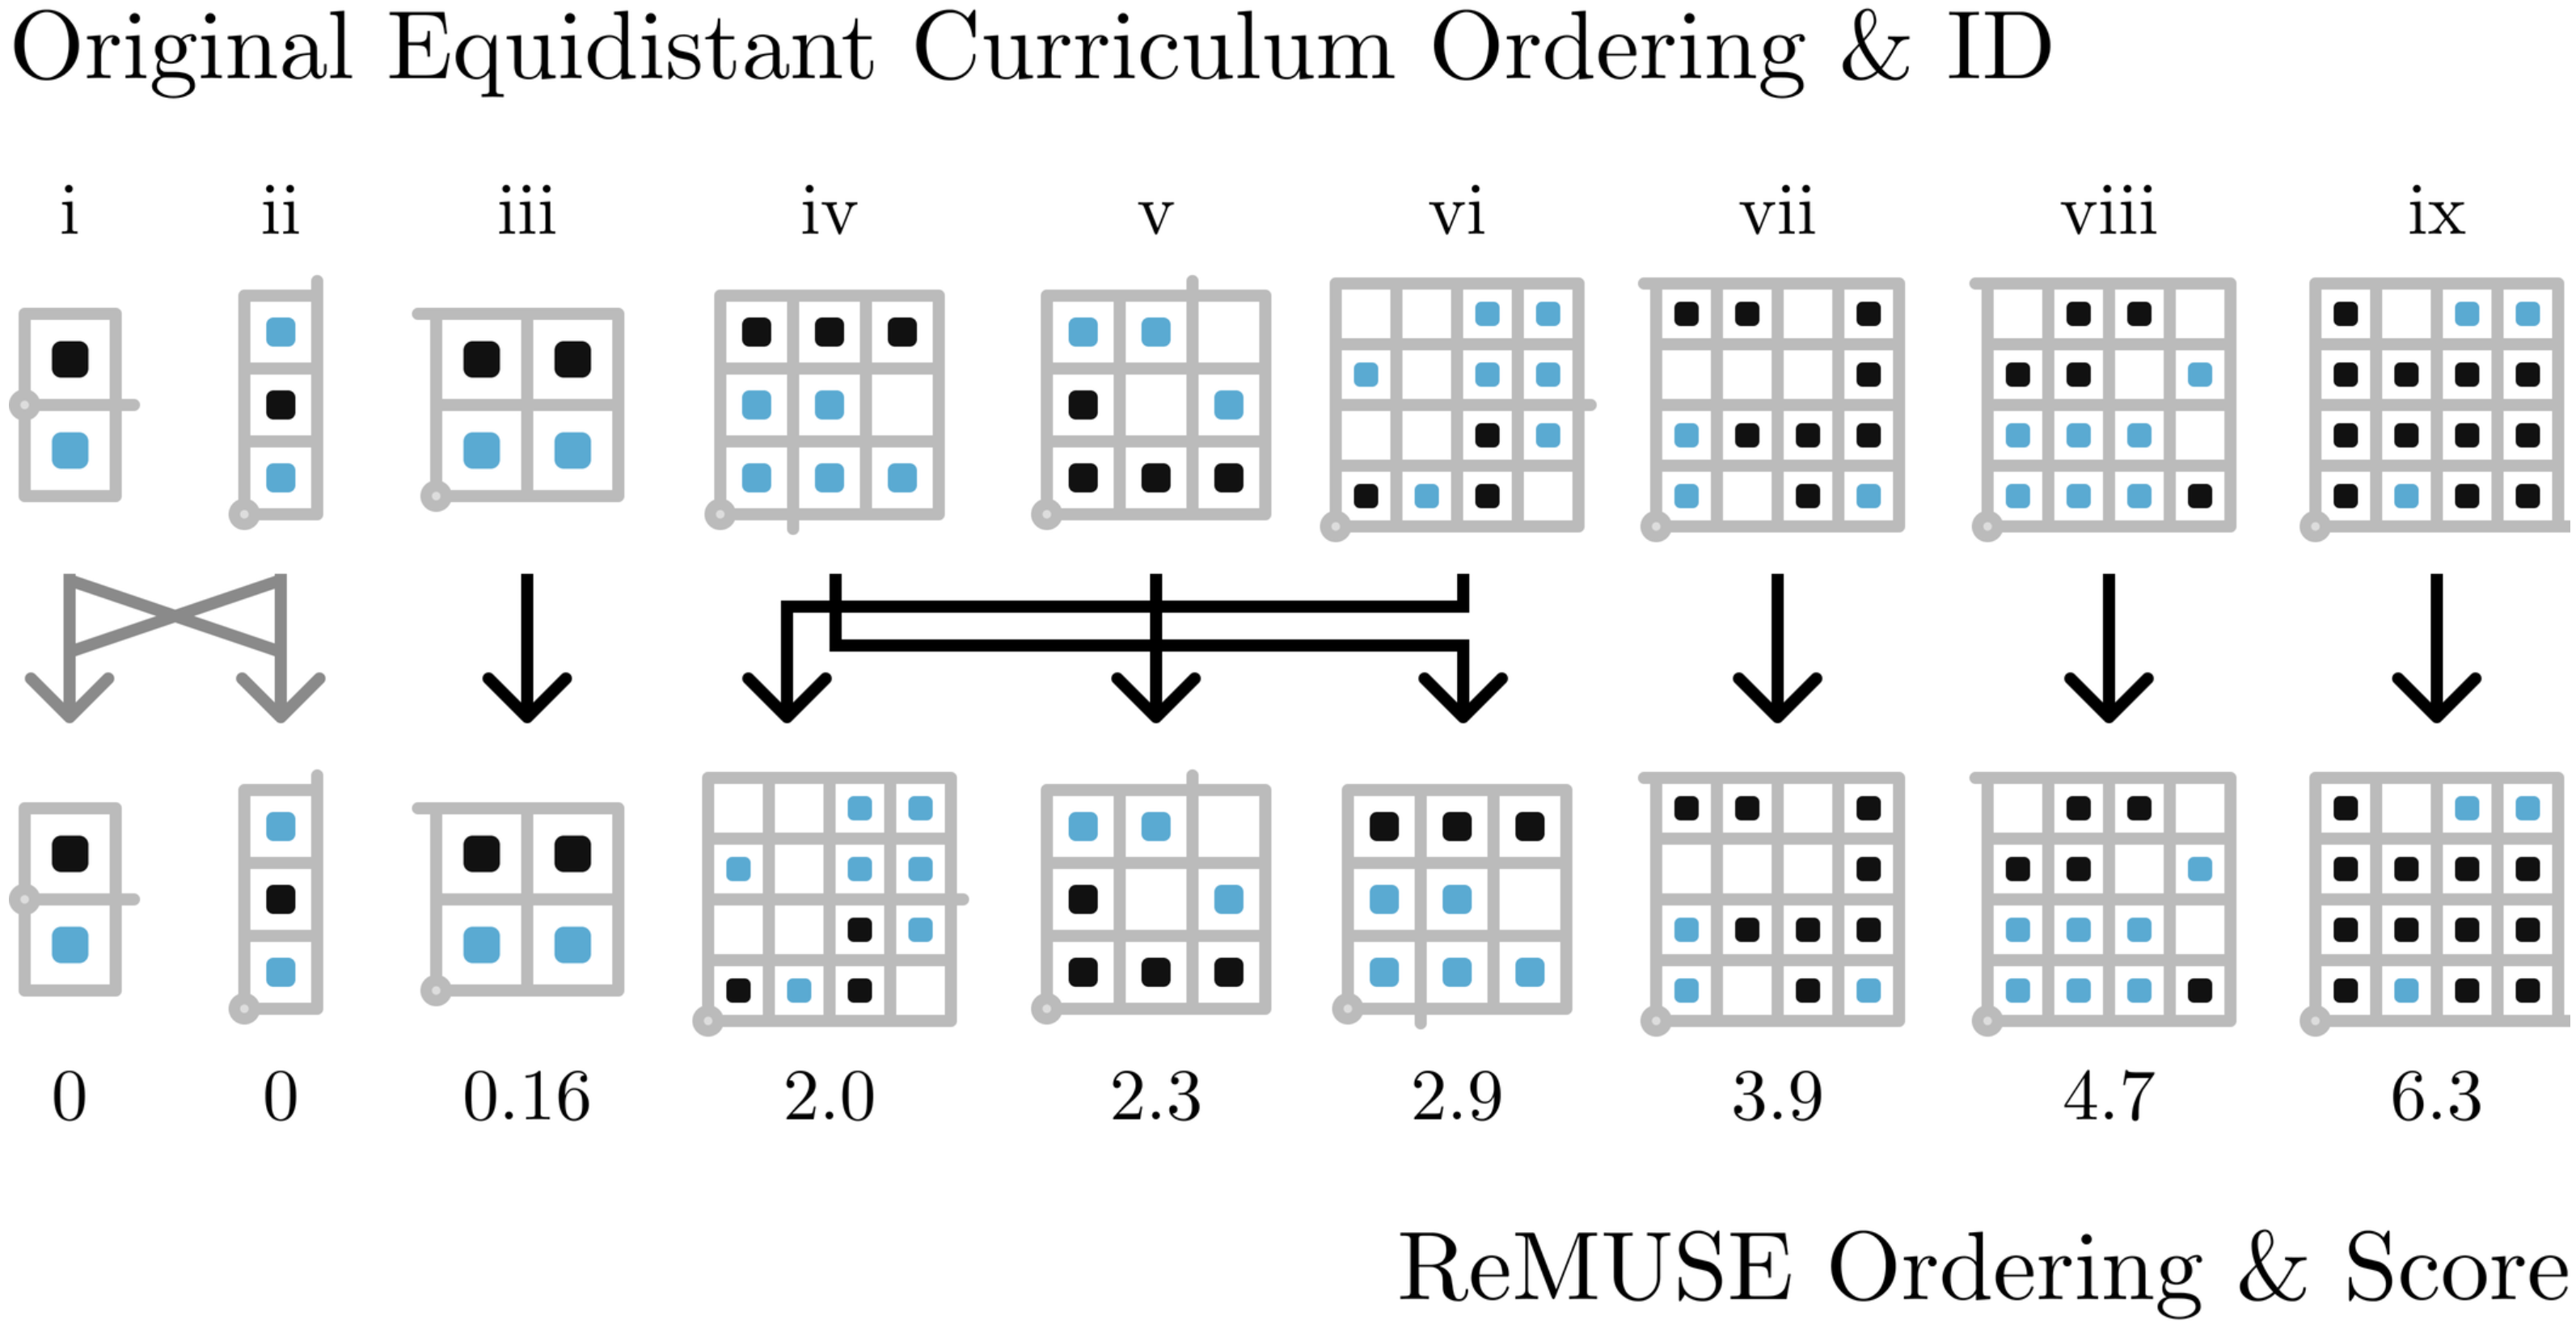 Original Equidistant Curriculum Ordering & ID
i ii iii iv v vi vii viii ix
0 0 0.16 2.0 2.3 2.9 3.9 4.7 6.3
ReMUSE Ordering & Score